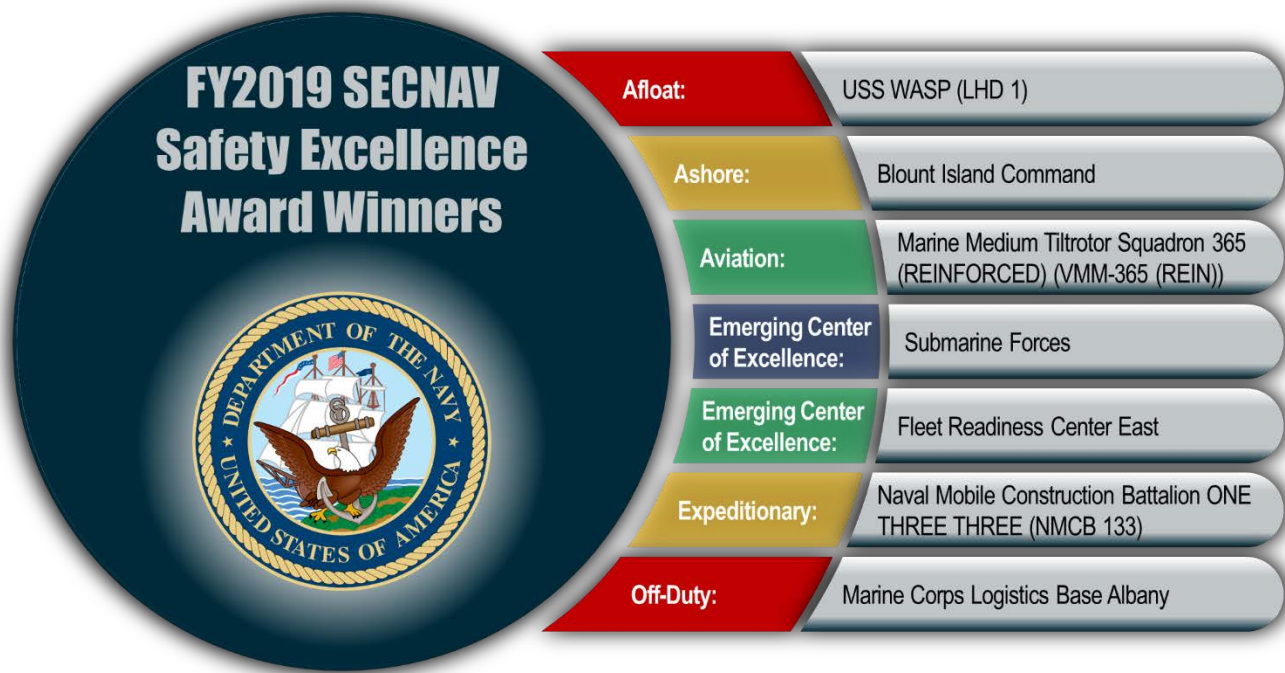 FY2019 SECNAV
Safety Excellence
Award Winners
DEPARTMENT OF THE NAVY
UNITED STATES OF AMERICA
Afloat:
USS WASP (LHD 1)
Ashore:
Blount Island Command
Aviation:
Marine Medium Tiltrotor Squadron 365
(REINFORCED) (VMM-365 (REIN))
Emerging Center
of Excellence:
Submarine Forces
Emerging Center
of Excellence:
Fleet Readiness Center East
Expeditionary:
Naval Mobile Construction Battalion ONE
THREE THREE (NMCB 133)
Off-Duty:
Marine Corps Logistics Base Albany